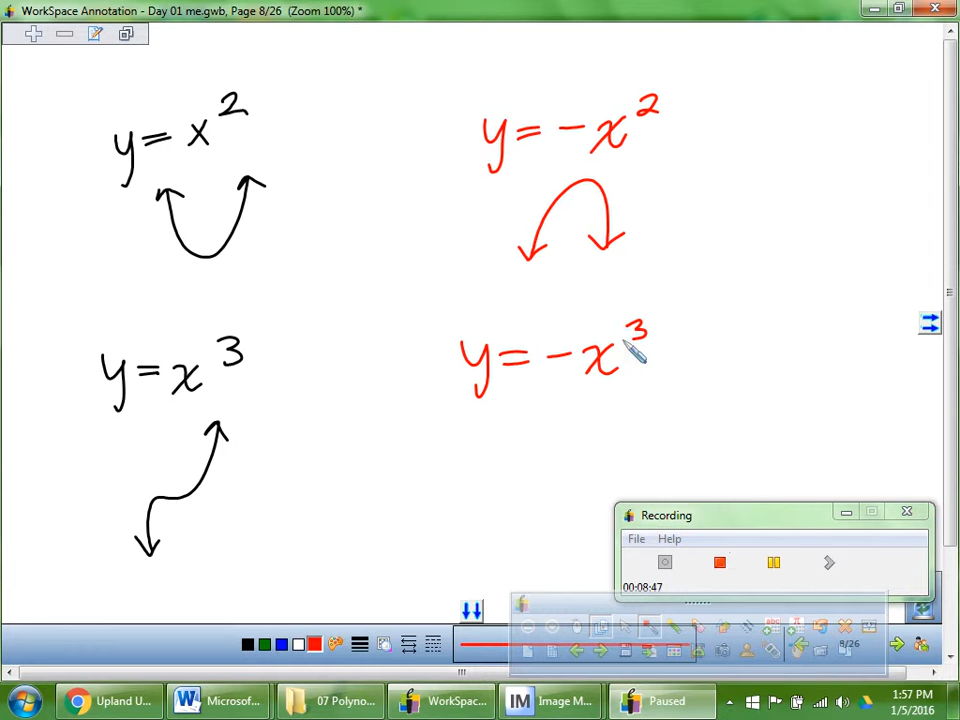 WorkSpace Annotation - Day 01 me.gwb, Page 8/26 (Zoom 100%) *
y = x²
y = -x²
y = x³
y = -x³
Recording
File Help
00:08:47
8/26
Upland U...
Microsof...
07 Polyno...
WorkSpac...
IM
Image M...
Paused
1:57 PM
1/5/2016